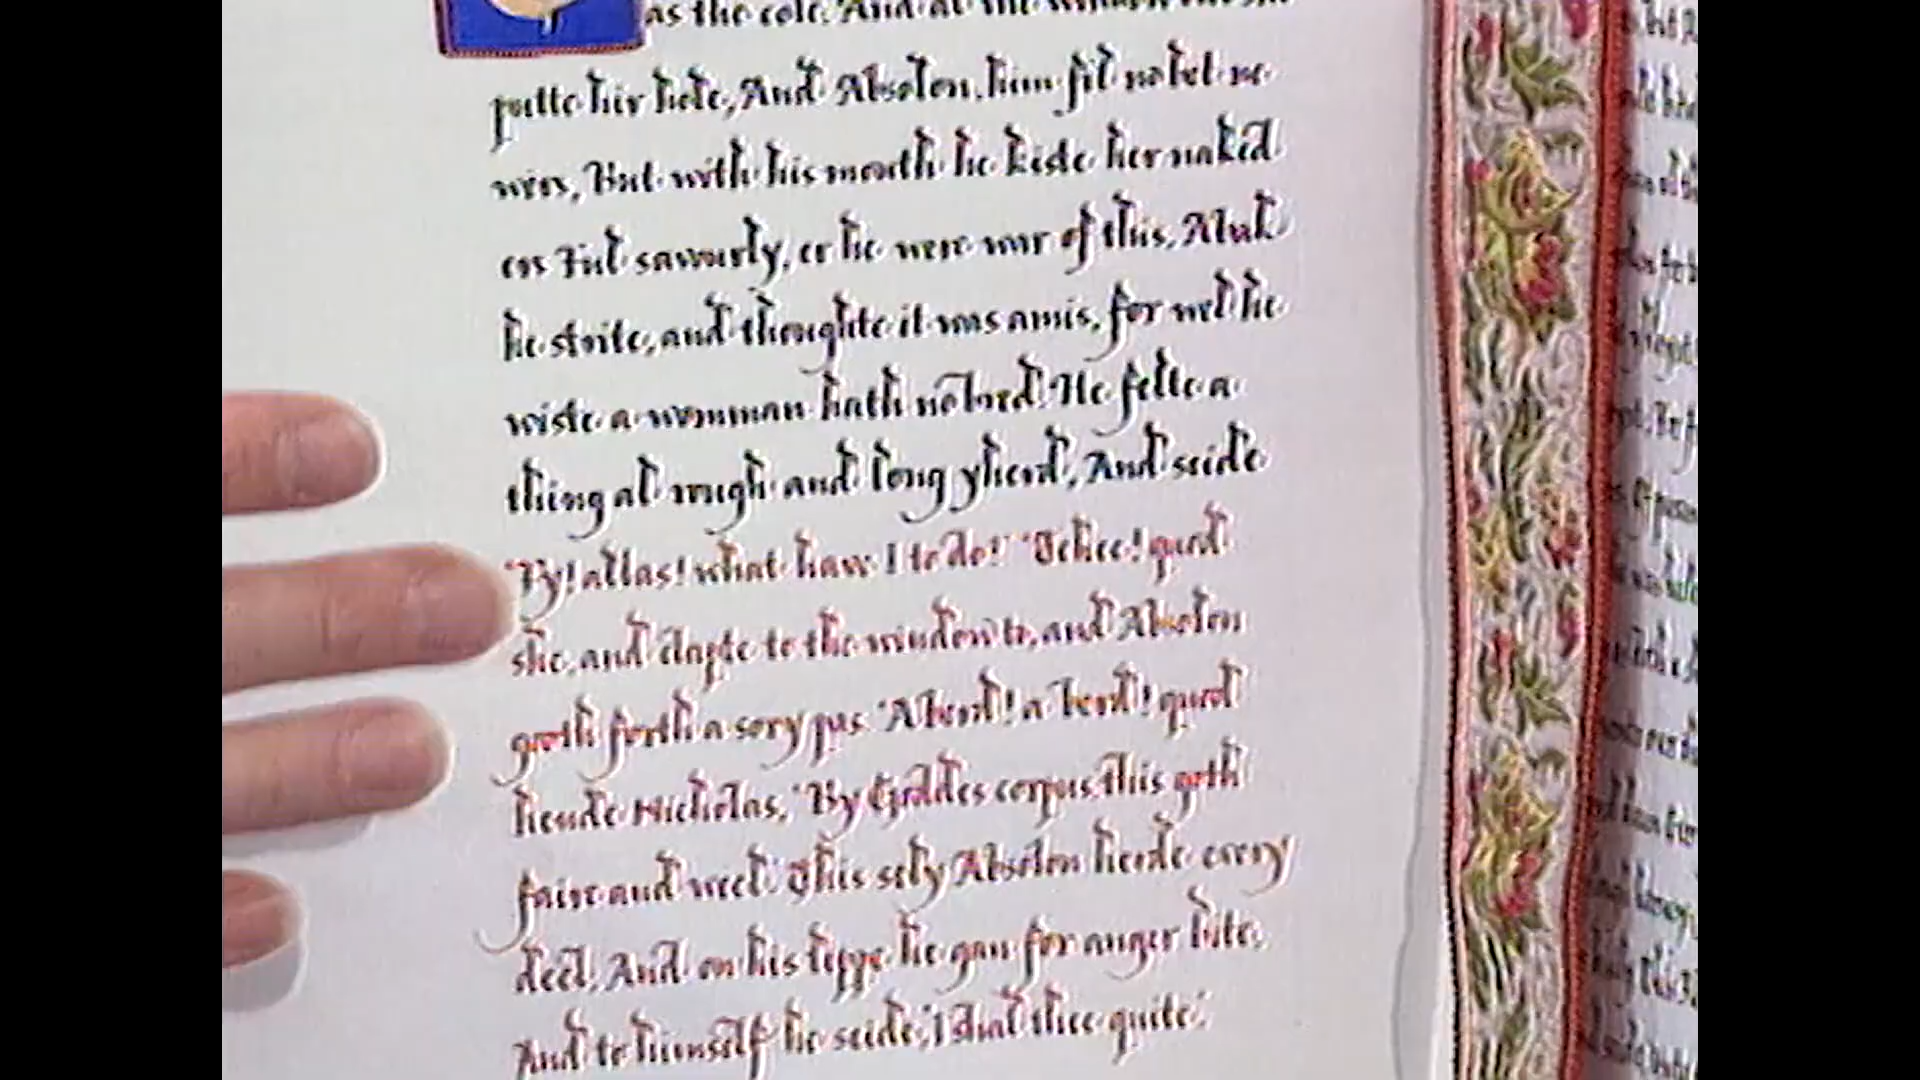 as the cole. And at the window out she
putte hir hole, And Absolon, him fil no bet ne
wers, But with his mouth he kiste her naked
ers Ful savourly, er he were war of this, Abak
he stirte, and thoughte it was amis, for wel he
wiste a womman hath no berd: He felte a
thing al rough and long yherd, And seide
'Fy! allas! what have I to do!' 'Tehee!' quod
she, and clapte to the window to, and Absolon
goth forth a sory pas. 'A berd! a berd! quod
hende Nicholas, 'By Goddes corpus, this goth
faire and weel.' This sely Absolon herde every
deel, And on his lippe he gan for anger bite;
And to himself he seide, 'I shal thee quite'.